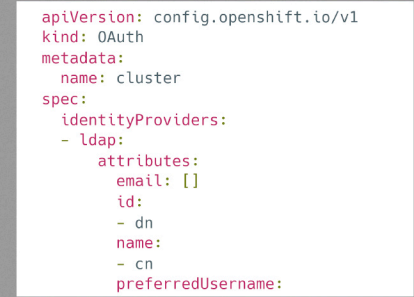 apiVersion: config.openshift.io/v1
kind: OAuth
metadata:
  name: cluster
spec:
  identityProviders:
  - ldap:
      attributes:
        email: []
        id:
        - dn
        name:
        - cn
        preferredUsername: